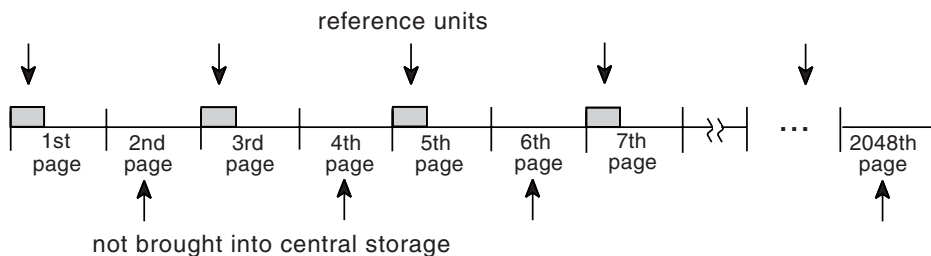 reference units
1st page
2nd page
3rd page
4th page
5th page
6th page
7th page
...
2048th page
not brought into central storage